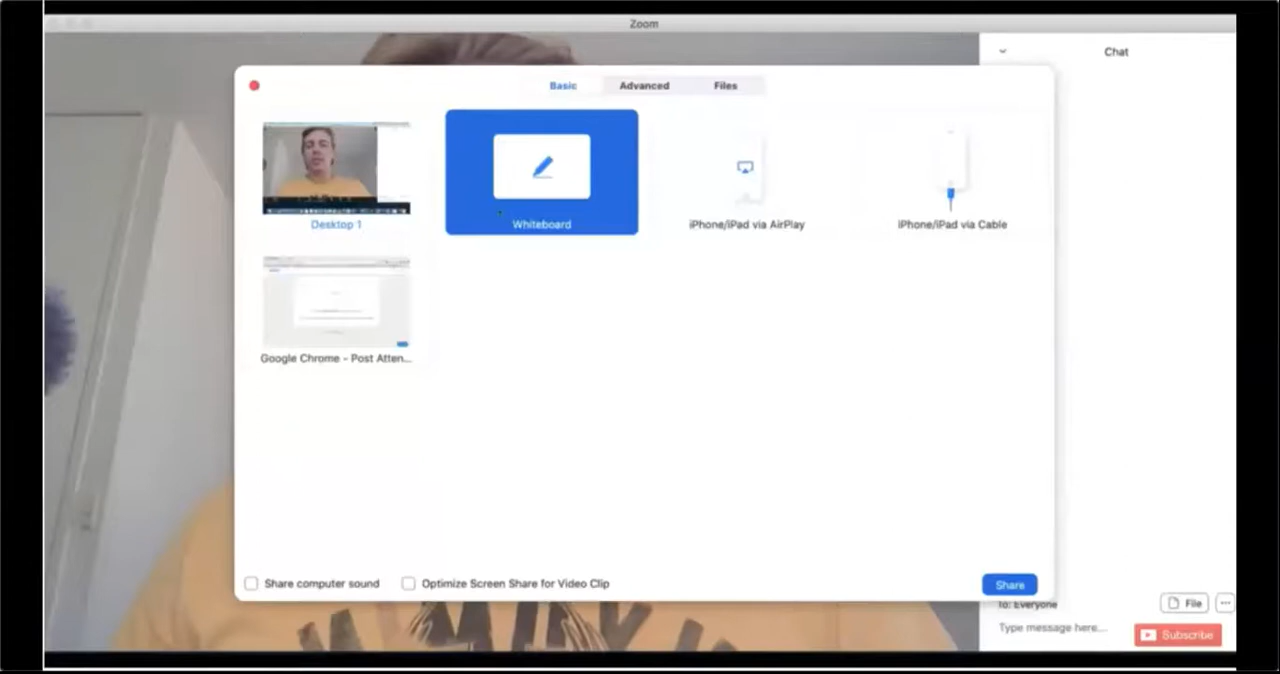 Zoom
Chat
Basic
Advanced
Files
Desktop 1
Whiteboard
iPhone/iPad via AirPlay
iPhone/iPad via Cable
Google Chrome - Post Atten...
Share computer sound
Optimize Screen Share for Video Clip
Share
To: Everyone
File
Type message here...
Subscribe